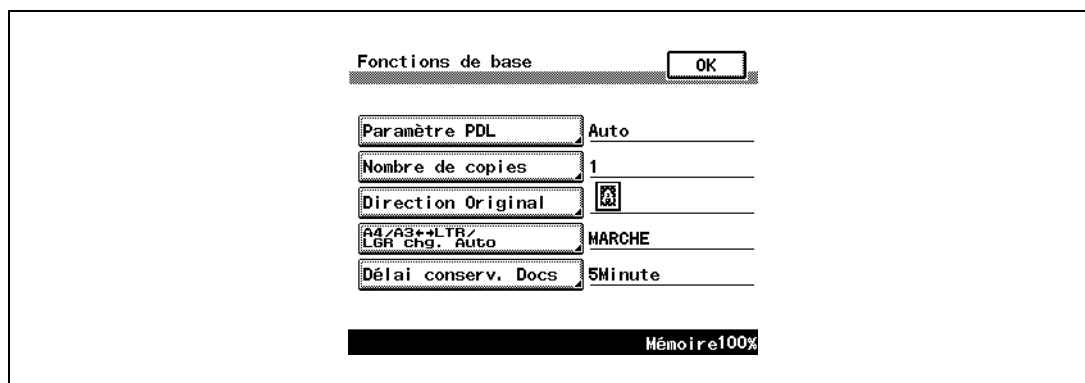 Fonctions de base
OK
Paramètre PDL
Auto
Nombre de copies
1
Direction Original
A4/A3↔LTR/
LGR chg. Auto
MARCHE
Délai conserv. Docs
5Minute
Mémoire100%